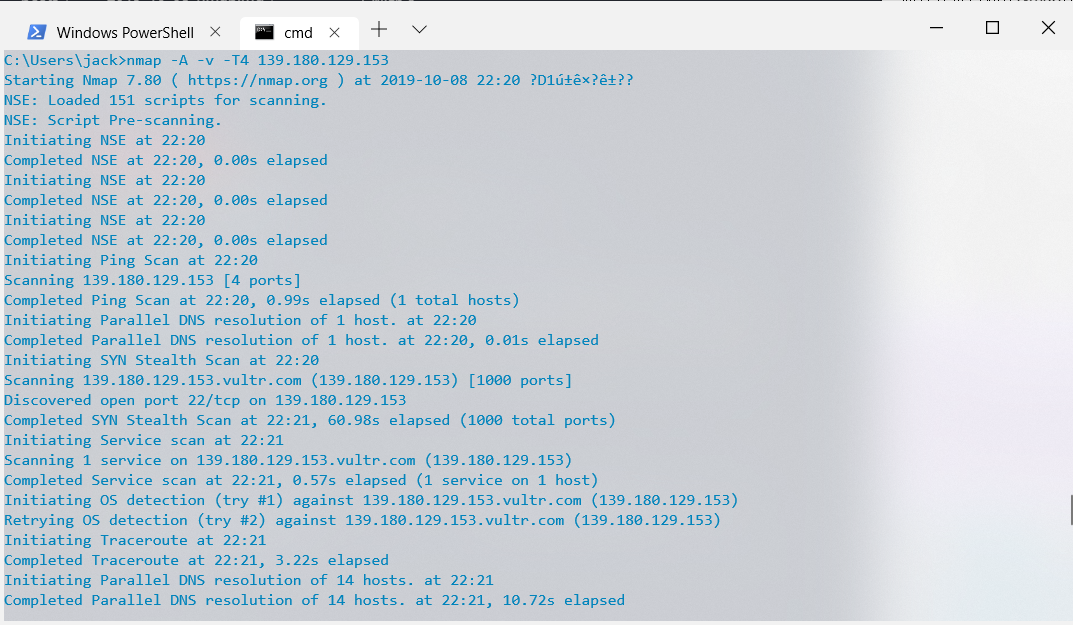 Windows PowerShell
cmd
C:\Users\jack>nmap -A -v -T4 139.180.129.153
Starting Nmap 7.80 ( https://nmap.org ) at 2019-10-08 22:20 ?D1ú±ê×?ê±??
NSE: Loaded 151 scripts for scanning.
NSE: Script Pre-scanning.
Initiating NSE at 22:20
Completed NSE at 22:20, 0.00s elapsed
Initiating NSE at 22:20
Completed NSE at 22:20, 0.00s elapsed
Initiating NSE at 22:20
Completed NSE at 22:20, 0.00s elapsed
Initiating Ping Scan at 22:20
Scanning 139.180.129.153 [4 ports]
Completed Ping Scan at 22:20, 0.99s elapsed (1 total hosts)
Initiating Parallel DNS resolution of 1 host. at 22:20
Completed Parallel DNS resolution of 1 host. at 22:20, 0.01s elapsed
Initiating SYN Stealth Scan at 22:20
Scanning 139.180.129.153.vultr.com (139.180.129.153) [1000 ports]
Discovered open port 22/tcp on 139.180.129.153
Completed SYN Stealth Scan at 22:21, 60.98s elapsed (1000 total ports)
Initiating Service scan at 22:21
Scanning 1 service on 139.180.129.153.vultr.com (139.180.129.153)
Completed Service scan at 22:21, 0.57s elapsed (1 service on 1 host)
Initiating OS detection (try #1) against 139.180.129.153.vultr.com (139.180.129.153)
Retrying OS detection (try #2) against 139.180.129.153.vultr.com (139.180.129.153)
Initiating Traceroute at 22:21
Completed Traceroute at 22:21, 3.22s elapsed
Initiating Parallel DNS resolution of 14 hosts. at 22:21
Completed Parallel DNS resolution of 14 hosts. at 22:21, 10.72s elapsed